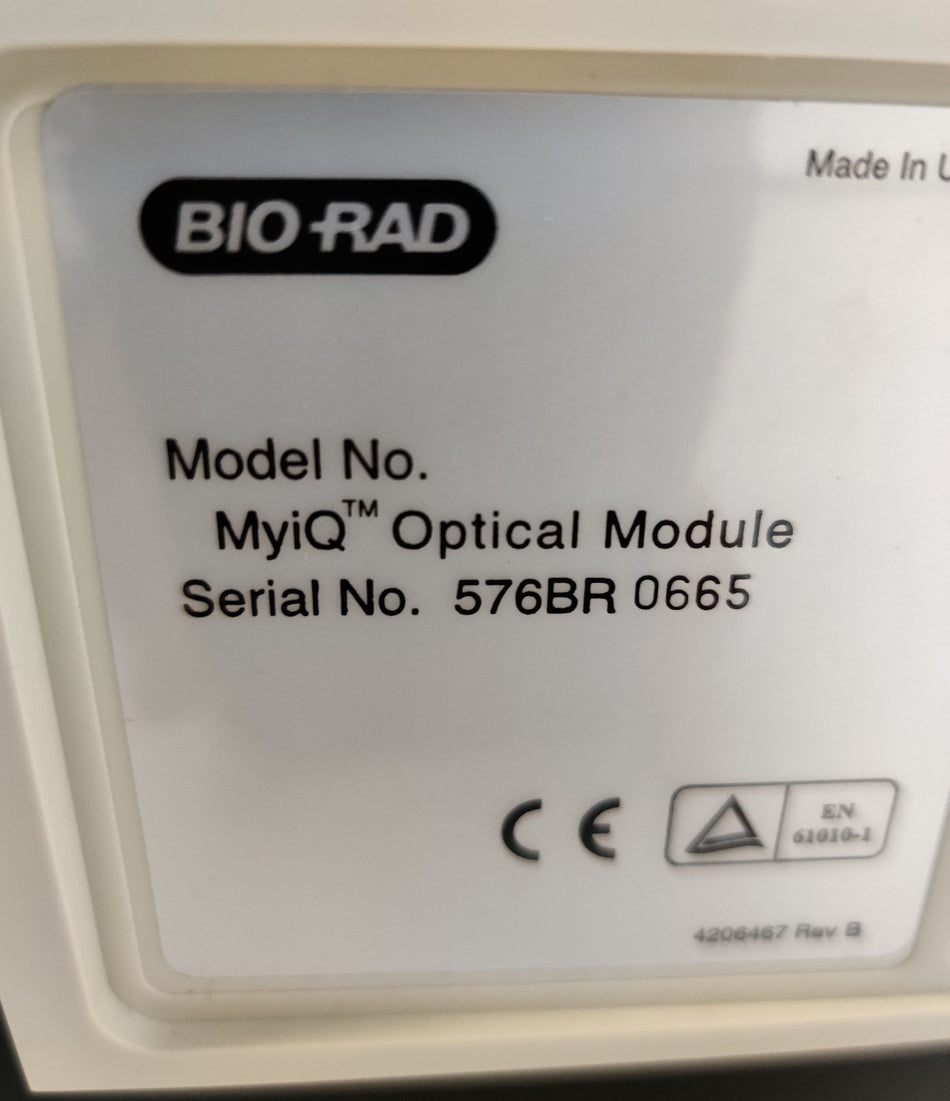 Made In U
BIO-RAD
Model No.
MyiQ™ Optical Module
Serial No. 576BR 0665
CE
EN
61010-1
4206467 Rev B